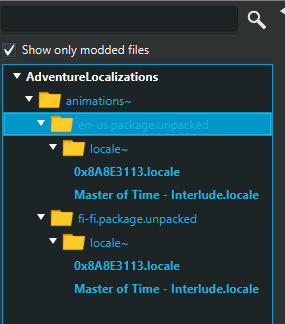 Show only modded files
AdventureLocalizations
animations~
en-us.package.unpacked
locale~
0x8A8E3113.locale
Master of Time - Interlude.locale
fi-fi.package.unpacked
locale~
0x8A8E3113.locale
Master of Time - Interlude.locale